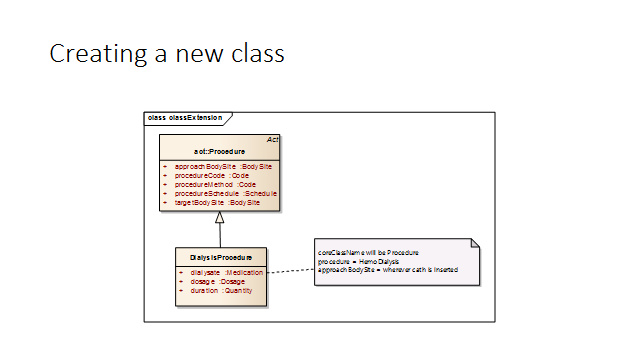 Creating a new class
class classExtension
Act
act::Procedure
+ approachBodySite :BodySite
+ procedureCode :Code
+ procedureMethod :Code
+ procedureSchedule :Schedule
+ targetBodySite :BodySite
DialysisProcedure
+ dialysate :Medication
+ dosage :Dosage
+ duration :Quantity
coreClassName will be Procedure
procedure = HemoDialysis
approachBodySite = wherever cath is inserted